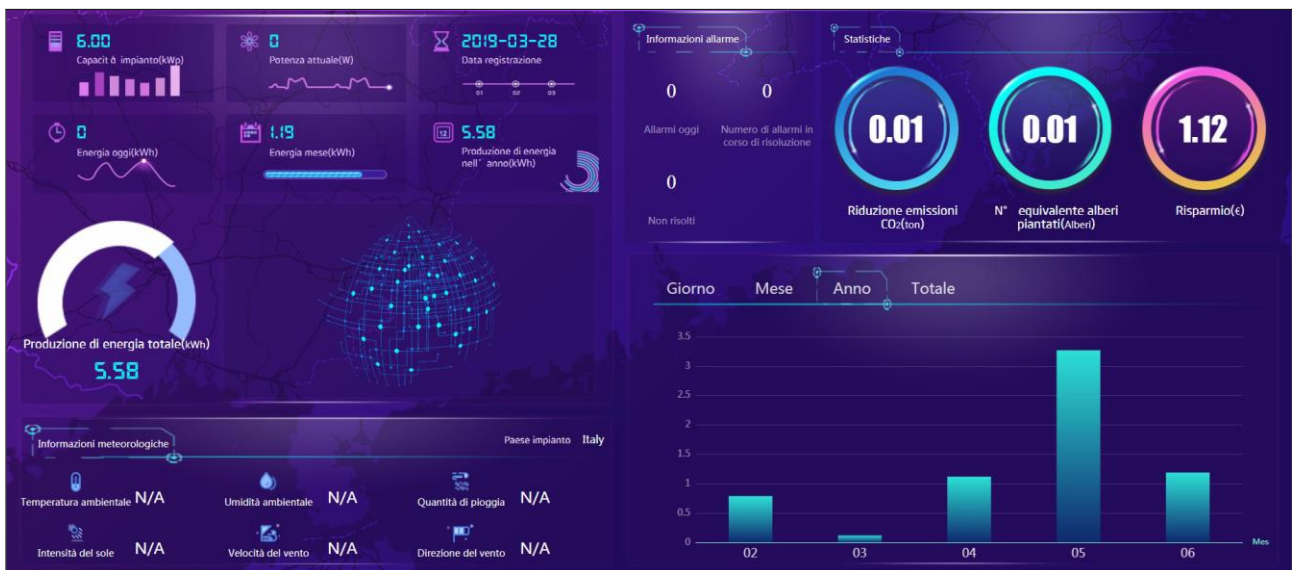 6.00
Capacità impianto(kWp)
0
Potenza attuale(W)
2019-03-28
Data registrazione
01 02 03
0
Energia oggi(kWh)
1.19
Energia mese(kWh)
12
5.58
Produzione di energia
nell' anno(kWh)
Produzione di energia totale(kWh)
5.58
Informazioni meteorologiche
Paese impianto Italy
Temperatura ambientale N/A
Umidità ambientale N/A
Quantità di pioggia N/A
Intensità del sole N/A
Velocità del vento N/A
Direzione del vento N/A
Informazioni allarme
0
Allarmi oggi
0
Numero di allarmi in
corso di risoluzione
0
Non risolti
Statistiche
0.01
Riduzione emissioni
CO2(ton)
0.01
N° equivalente alberi
piantati(Alberi)
1.12
Risparmio(€)
Giorno Mese Anno Totale
3.5
3
2.5
2
1.5
1
0.5
0
02 03 04 05 06
Mes